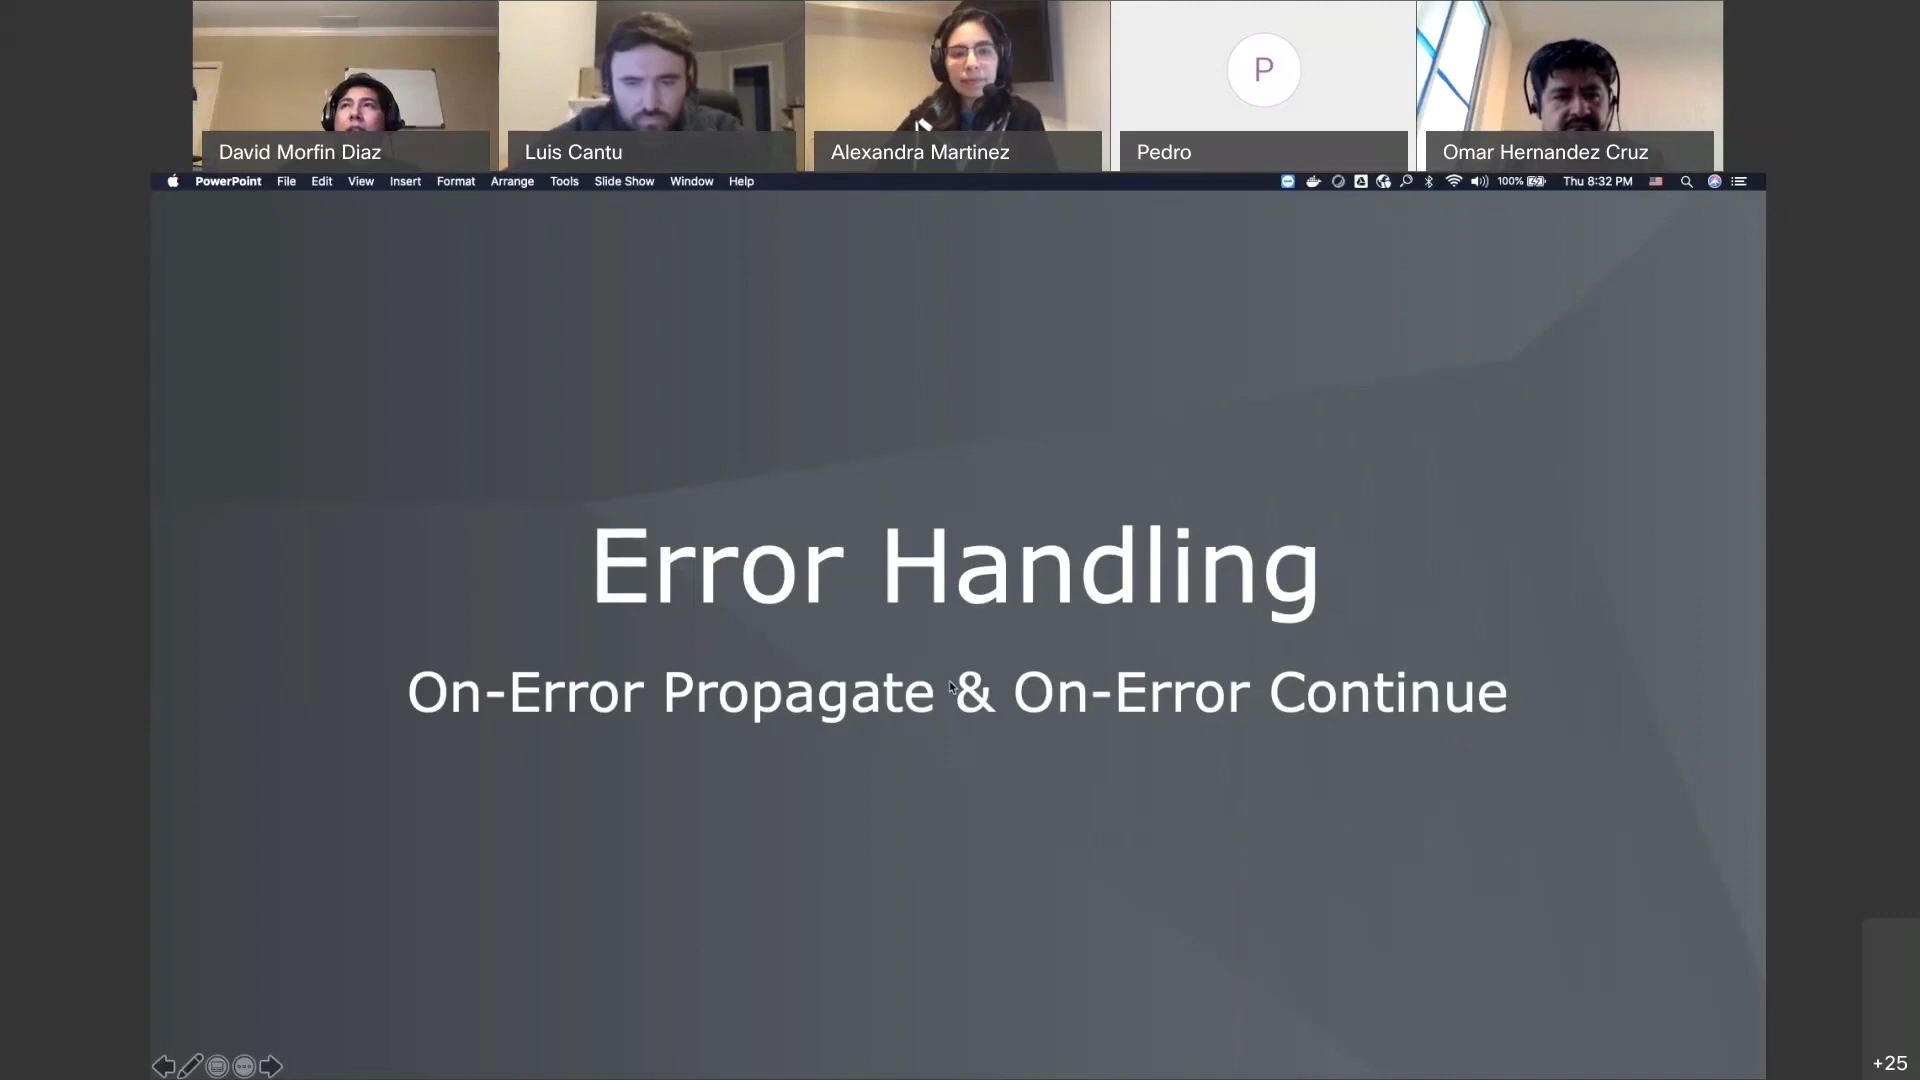 David Morfin Diaz
Luis Cantu
Alexandra Martinez
P
Pedro
Omar Hernandez Cruz
PowerPoint File Edit View Insert Format Arrange Tools Slide Show Window Help 100% Thu 8:32 PM
Error Handling
On-Error Propagate & On-Error Continue
+25